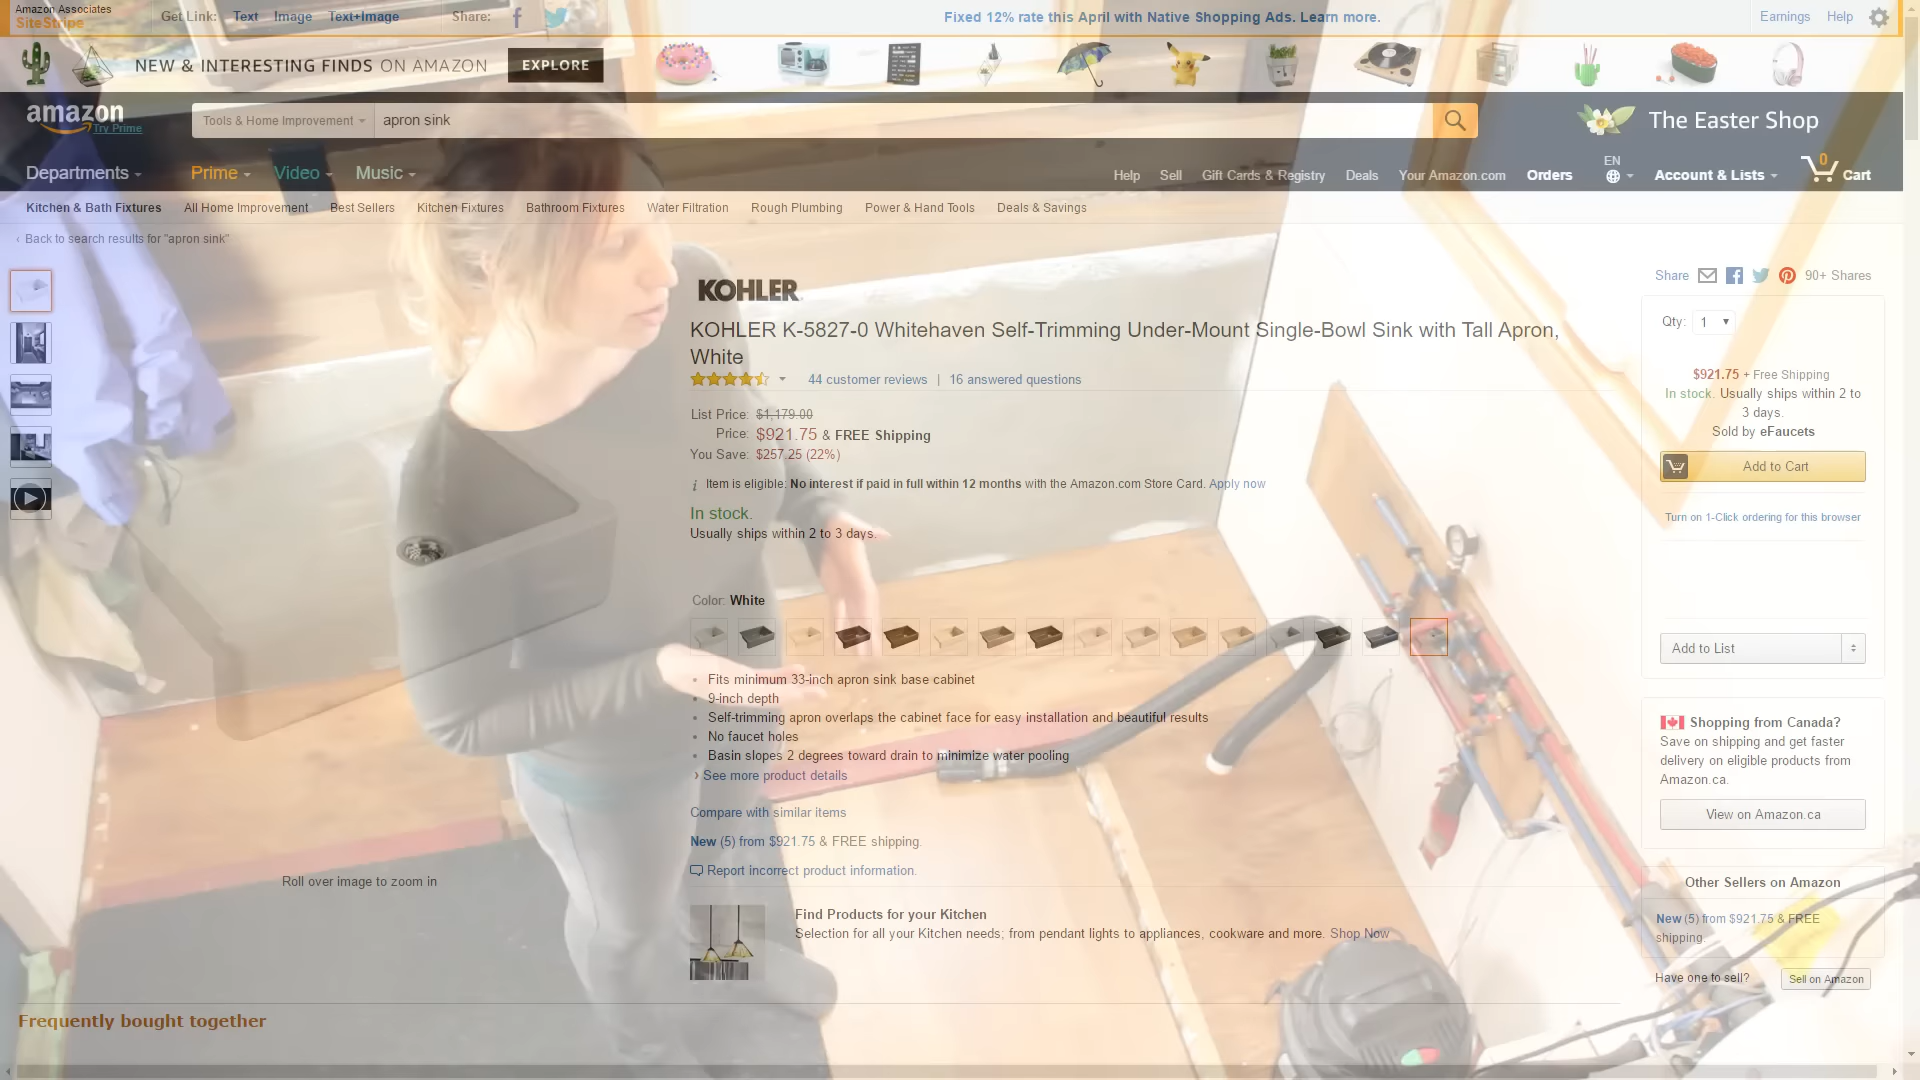 Amazon Associates
SiteStripe
Get Link: Text Image Text+Image
Share:
Fixed 12% rate this April with Native Shopping Ads. Learn more.
Earnings Help
NEW & INTERESTING FINDS ON AMAZON EXPLORE
amazon
Try Prime
Tools & Home Improvement
apron sink
The Easter Shop
Departments
Prime
Video
Music
Help Sell Gift Cards & Registry Deals Your Amazon.com Orders
EN
Account & Lists
0
Cart
Kitchen & Bath Fixtures All Home Improvement Best Sellers Kitchen Fixtures Bathroom Fixtures Water Filtration Rough Plumbing Power & Hand Tools Deals & Savings
‹ Back to search results for "apron sink"
Share 90+ Shares
KOHLER
KOHLER K-5827-0 Whitehaven Self-Trimming Under-Mount Single-Bowl Sink with Tall Apron,
White
44 customer reviews | 16 answered questions
List Price: $1,179.00
Price: $921.75 & FREE Shipping
You Save: $257.25 (22%)
i Item is eligible: No interest if paid in full within 12 months with the Amazon.com Store Card. Apply now
In stock.
Usually ships within 2 to 3 days.
Color: White
• Fits minimum 33-inch apron sink base cabinet
• 9-inch depth
• Self-trimming apron overlaps the cabinet face for easy installation and beautiful results
• No faucet holes
• Basin slopes 2 degrees toward drain to minimize water pooling
› See more product details
Compare with similar items
New (5) from $921.75 & FREE shipping.
Report incorrect product information.
Roll over image to zoom in
Find Products for your Kitchen
Selection for all your Kitchen needs; from pendant lights to appliances, cookware and more. Shop Now
Frequently bought together
Qty: 1
$921.75 + Free Shipping
In stock. Usually ships within 2 to
3 days.
Sold by eFaucets
Add to Cart
Turn on 1-Click ordering for this browser
Add to List
Shopping from Canada?
Save on shipping and get faster
delivery on eligible products from
Amazon.ca.
View on Amazon.ca
Other Sellers on Amazon
New (5) from $921.75 & FREE
shipping.
Have one to sell? Sell on Amazon